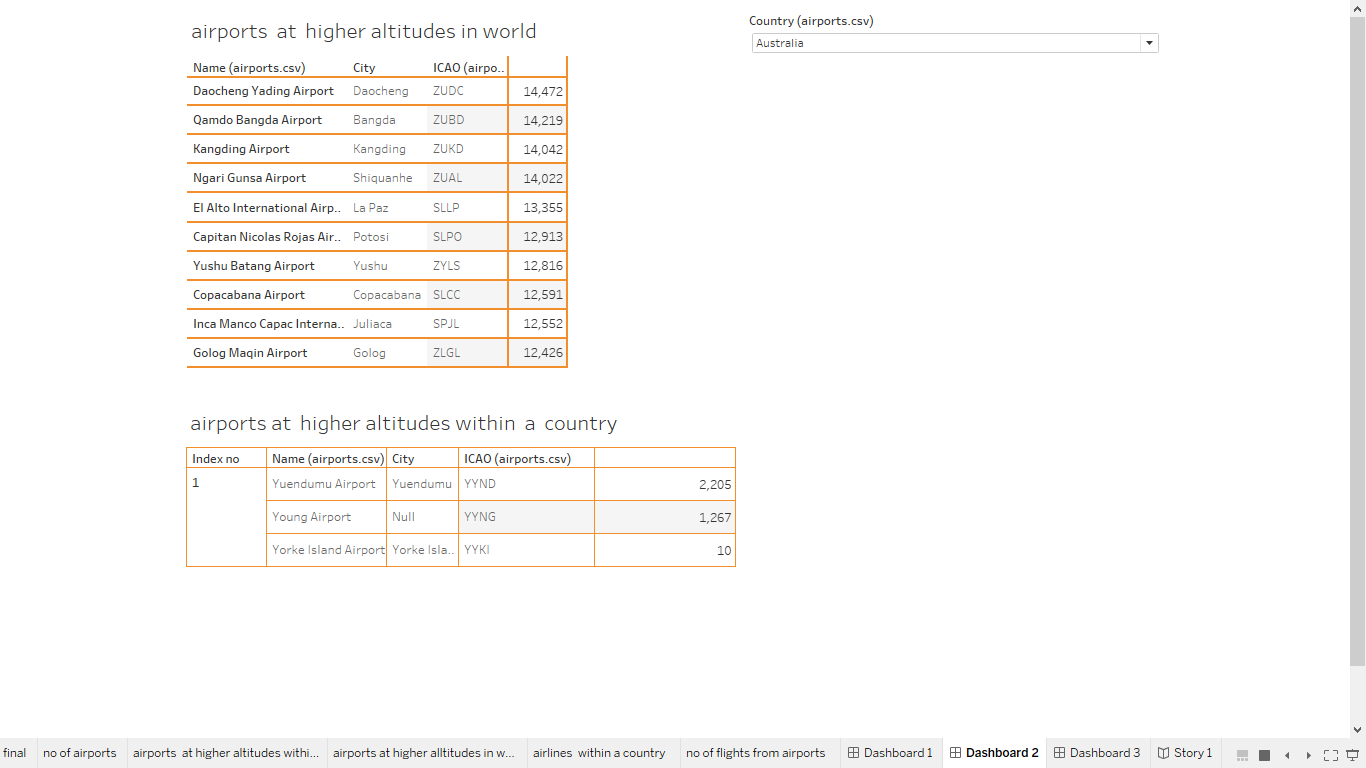 airports at higher altitudes in world
Country (airports.csv)
Australia
Name (airports.csv) City ICAO (airpo..
Daocheng Yading Airport Daocheng ZUDC 14,472
Qamdo Bangda Airport Bangda ZUBD 14,219
Kangding Airport Kangding ZUKD 14,042
Ngari Gunsa Airport Shiquanhe ZUAL 14,022
El Alto International Airp.. La Paz SLLP 13,355
Capitan Nicolas Rojas Air.. Potosi SLPO 12,913
Yushu Batang Airport Yushu ZYLS 12,816
Copacabana Airport Copacabana SLCC 12,591
Inca Manco Capac Interna.. Juliaca SPJL 12,552
Golog Maqin Airport Golog ZLGL 12,426
airports at higher altitudes within a country
Index no Name (airports.csv) City ICAO (airports.csv)
1 Yuendumu Airport Yuendumu YYND 2,205
Young Airport Null YYNG 1,267
Yorke Island Airport Yorke Isla.. YYKI 10
final no of airports airports at higher altitudes withi... airports at higher alltitudes in w... airlines within a country no of flights from airports Dashboard 1 Dashboard 2 Dashboard 3 Story 1